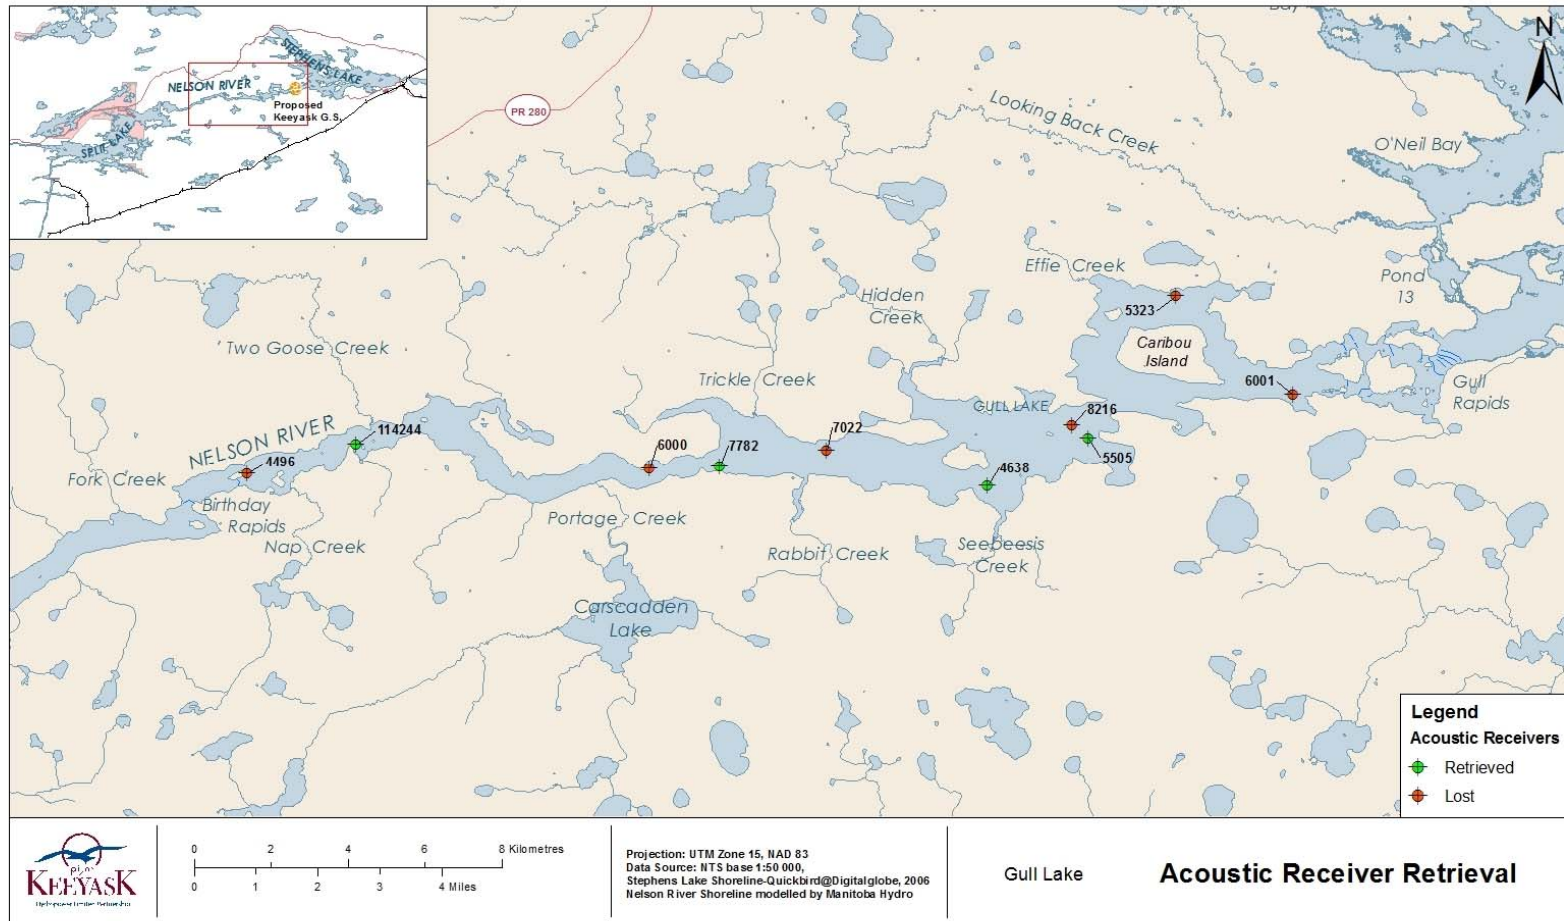 STEPHENS LAKE
NELSON RIVER
Proposed
Keeyask G.S.
SPLIT LAKE
PR 280
Bay
N
Looking Back Creek
O'Neil Bay
Effie Creek
Pond
13
Hidden
Creek
5323
Caribou
Island
Two Goose Creek
Trickle Creek
6001
Gull
Rapids
GULL LAKE
8216
NELSON RIVER
114244
6000
7782
7022
5505
4496
4638
Fork Creek
Birthday
Rapids
Nap Creek
Portage Creek
Rabbit Creek
Seebeesis
Creek
Carscadden
Lake
Legend
Acoustic Receivers
Retrieved
Lost
KEEYASK
Hydropower Limited Partnership
0 2 4 6 8 Kilometres
0 1 2 3 4 Miles
Projection: UTM Zone 15, NAD 83
Data Source: NTS base 1:50 000,
Stephens Lake Shoreline-Quickbird@Digitalglobe, 2006
Nelson River Shoreline modelled by Manitoba Hydro
Gull Lake
Acoustic Receiver Retrieval